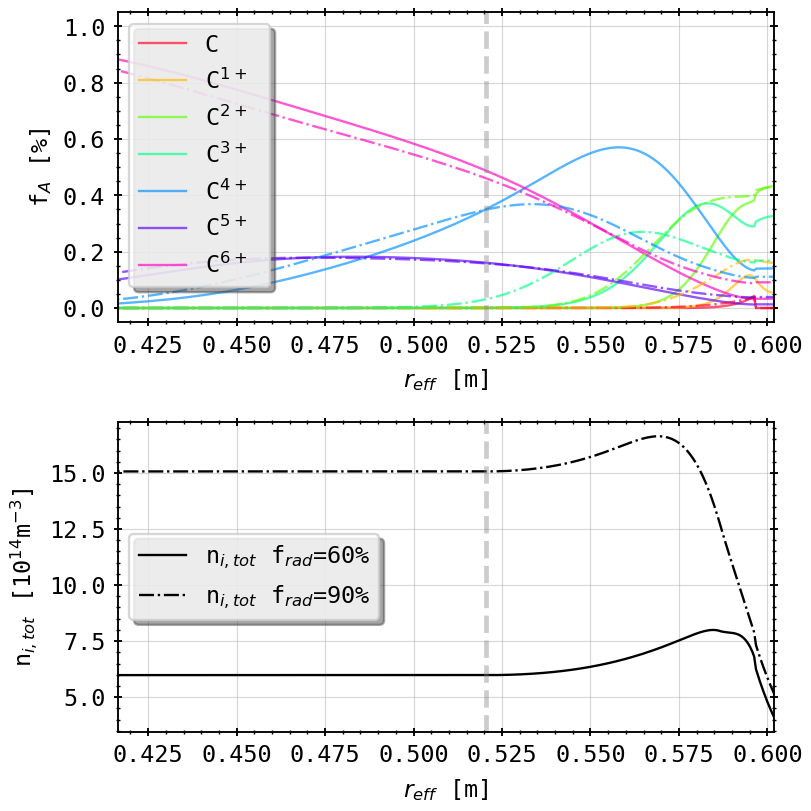 1.0
0.8
0.6
0.4
0.2
0.0
f_A [%]
C
C^1+
C^2+
C^3+
C^4+
C^5+
C^6+
0.425 0.450 0.475 0.500 0.525 0.550 0.575 0.600
r_eff [m]
15.0
12.5
10.0
7.5
5.0
n_i,tot [10^14 m^-3]
n_i,tot f_rad=60%
n_i,tot f_rad=90%
0.425 0.450 0.475 0.500 0.525 0.550 0.575 0.600
r_eff [m]